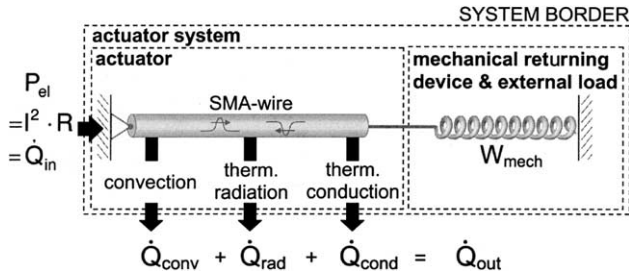 SYSTEM BORDER
actuator system
actuator
mechanical returning
device & external load
P_el
= I² · R
= Q̇_in
SMA-wire
W_mech
convection
therm.
radiation
therm.
conduction
Q̇_conv + Q̇_rad + Q̇_cond = Q̇_out